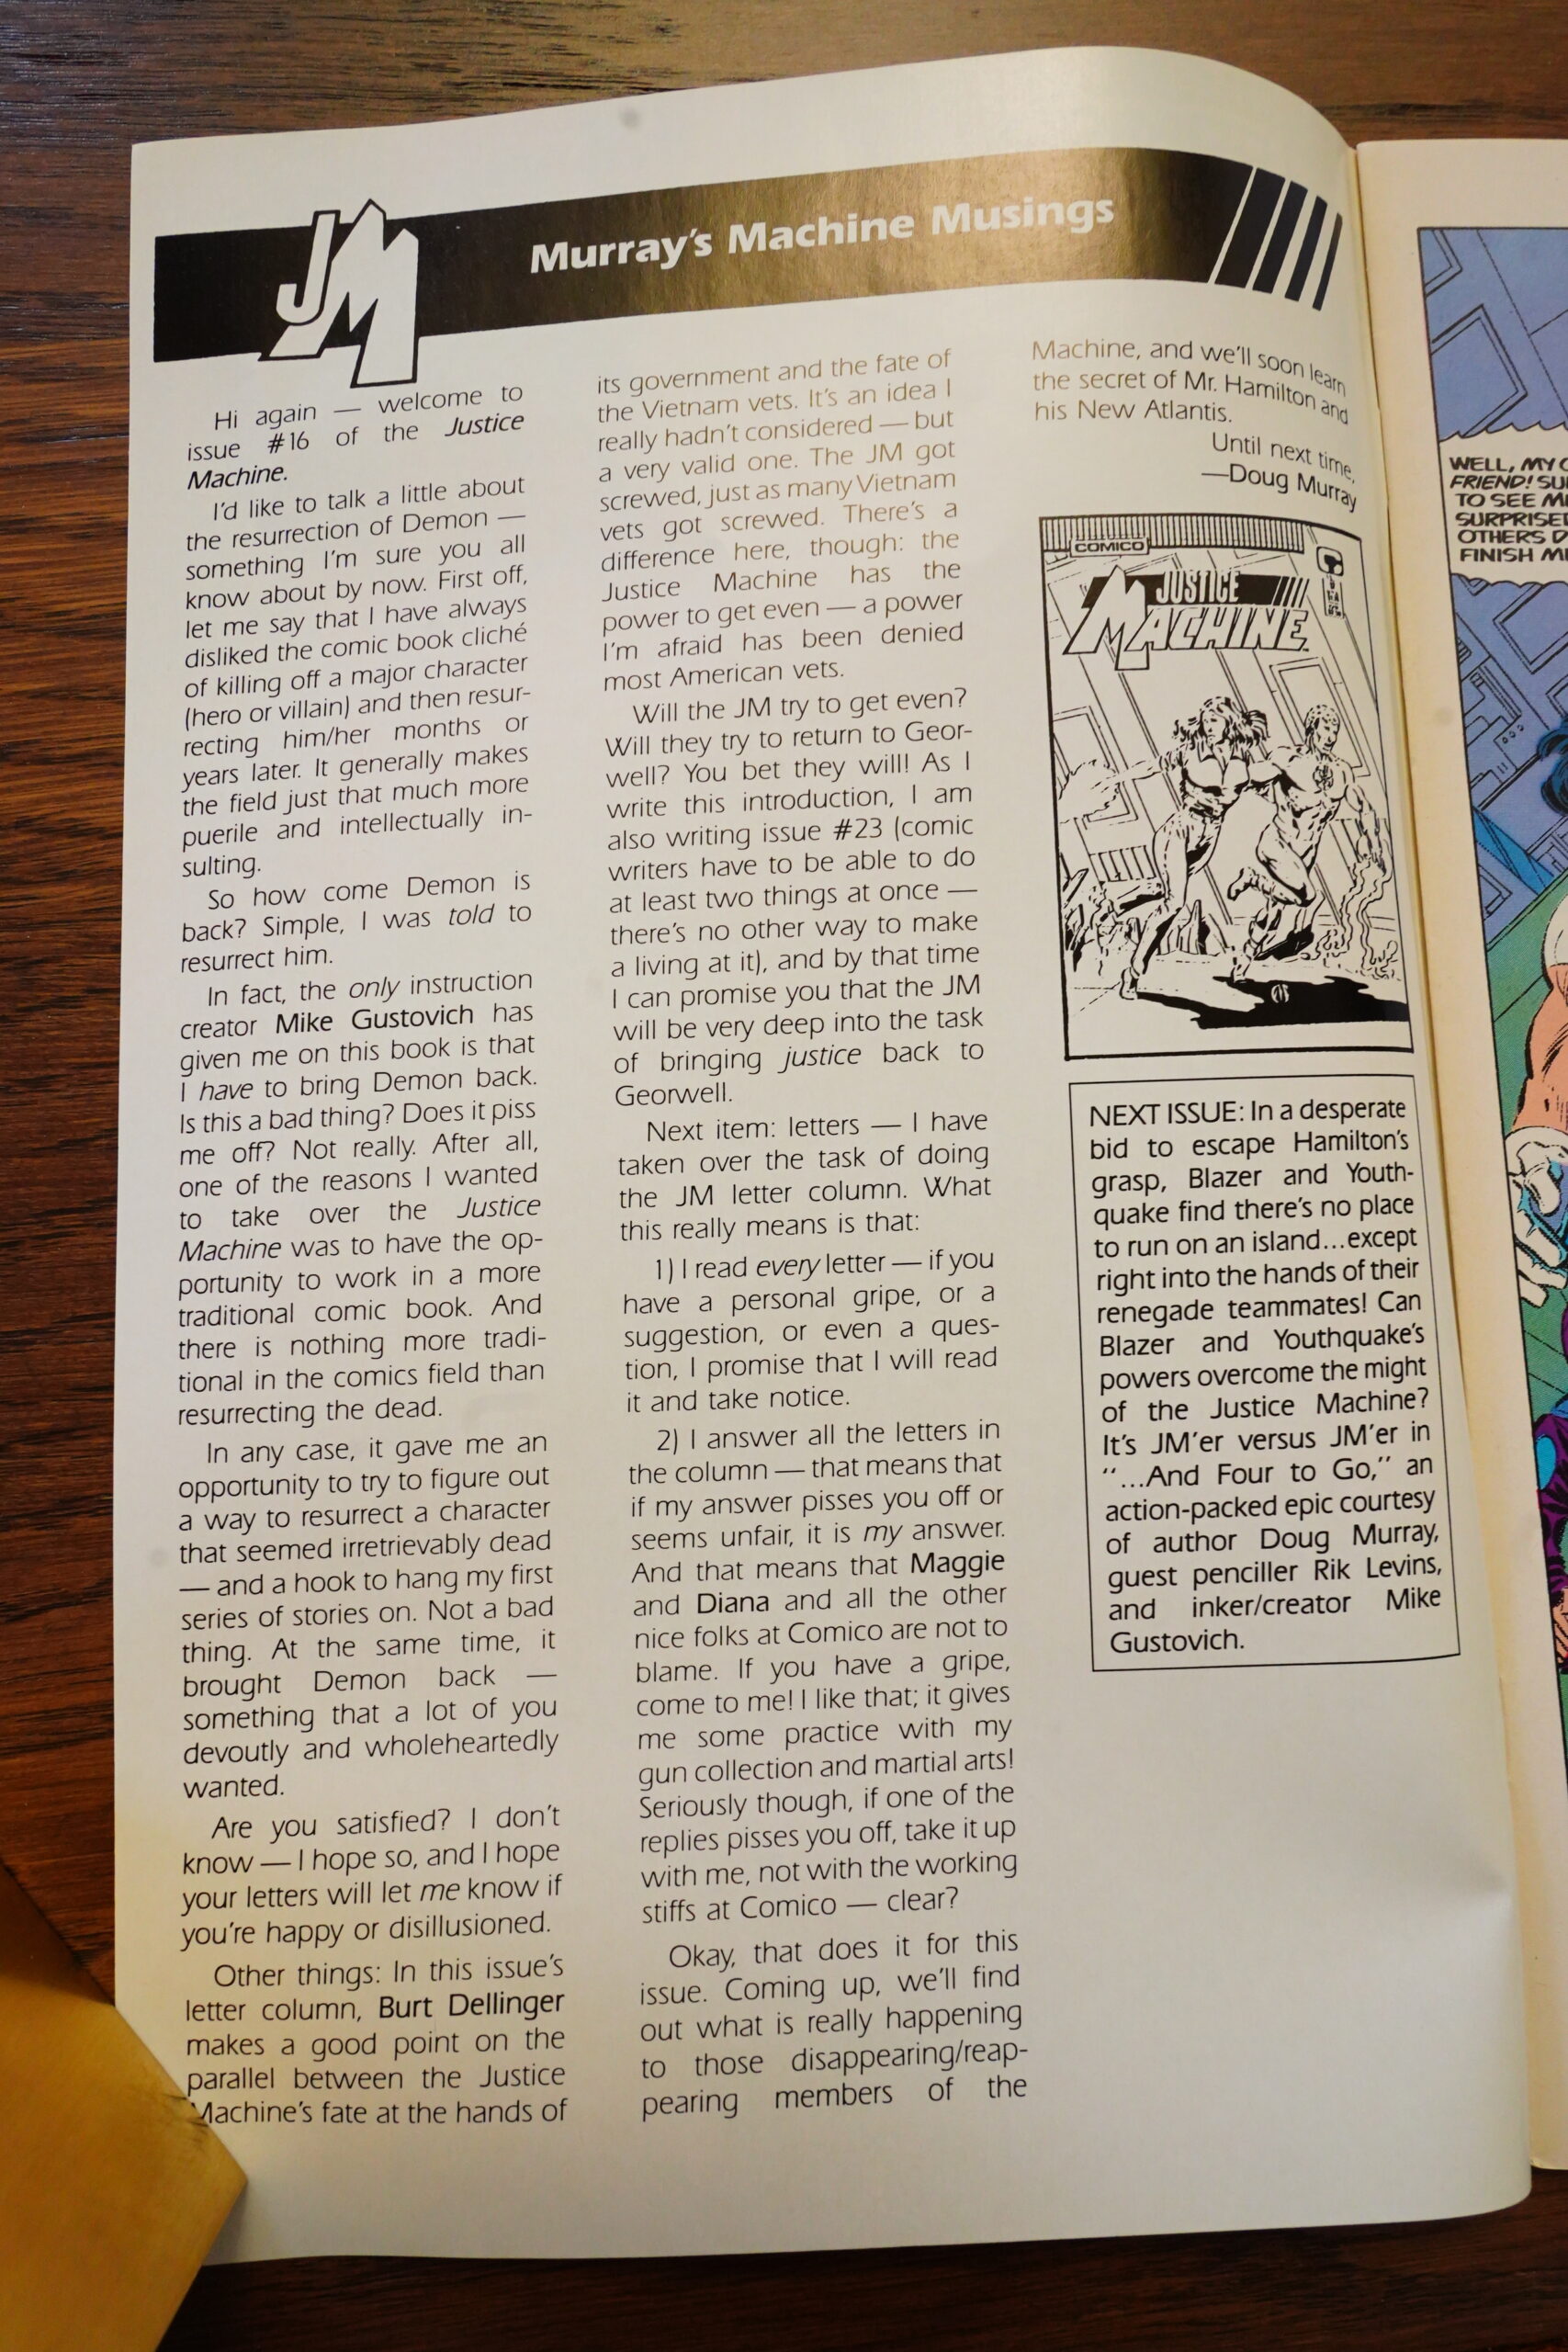 JM
Murray's Machine Musings
Hi again — welcome to
issue #16 of the Justice
Machine.
I'd like to talk a little about
the resurrection of Demon —
something I'm sure you all
know about by now. First off,
let me say that I have always
disliked the comic book cliché
of killing off a major character
(hero or villain) and then resur-
recting him/her months or
years later. It generally makes
the field just that much more
puerile and intellectually in-
sulting.
So how come Demon is
back? Simple, I was told to
resurrect him.
In fact, the only instruction
creator Mike Gustovich has
given me on this book is that
I have to bring Demon back.
Is this a bad thing? Does it piss
me off? Not really. After all,
one of the reasons I wanted
to take over the Justice
Machine was to have the op-
portunity to work in a more
traditional comic book. And
there is nothing more tradi-
tional in the comics field than
resurrecting the dead.
In any case, it gave me an
opportunity to try to figure out
a way to resurrect a character
that seemed irretrievably dead
— and a hook to hang my first
series of stories on. Not a bad
thing. At the same time, it
brought Demon back —
something that a lot of you
devoutly and wholeheartedly
wanted.
Are you satisfied? I don't
know — I hope so, and I hope
your letters will let me know if
you're happy or disillusioned.
Other things: In this issue's
letter column, Burt Dellinger
makes a good point on the
parallel between the Justice
Machine's fate at the hands of
its government and the fate of
the Vietnam vets. It's an idea I
really hadn't considered — but
a very valid one. The JM got
screwed, just as many Vietnam
vets got screwed. There's a
difference here, though: the
Justice Machine has the
power to get even — a power
I'm afraid has been denied
most American vets.
Will the JM try to get even?
Will they try to return to Geor-
well? You bet they will! As I
write this introduction, I am
also writing issue #23 (comic
writers have to be able to do
at least two things at once —
there's no other way to make
a living at it), and by that time
I can promise you that the JM
will be very deep into the task
of bringing justice back to
Georwell.
Next item: letters — I have
taken over the task of doing
the JM letter column. What
this really means is that:
1) I read every letter — if you
have a personal gripe, or a
suggestion, or even a ques-
tion, I promise that I will read
it and take notice.
2) I answer all the letters in
the column — that means that
if my answer pisses you off or
seems unfair, it is my answer.
And that means that Maggie
and Diana and all the other
nice folks at Comico are not to
blame. If you have a gripe,
come to me! I like that; it gives
me some practice with my
gun collection and martial arts!
Seriously though, if one of the
replies pisses you off, take it up
with me, not with the working
stiffs at Comico — clear?
Okay, that does it for this
issue. Coming up, we'll find
out what is really happening
to those disappearing/reap-
pearing members of the
Machine, and we'll soon learn
the secret of Mr. Hamilton and
his New Atlantis.
Until next time,
—Doug Murray
COMICO
JUSTICE
MACHINE
NEXT ISSUE: In a desperate
bid to escape Hamilton's
grasp, Blazer and Youth-
quake find there's no place
to run on an island...except
right into the hands of their
renegade teammates! Can
Blazer and Youthquake's
powers overcome the might
of the Justice Machine?
It's JM'er versus JM'er in
"...And Four to Go," an
action-packed epic courtesy
of author Doug Murray,
guest penciller Rik Levins,
and inker/creator Mike
Gustovich.
WELL, MY
FRIEND!
TO SEE
SURPRISE
OTHERS
FINISH